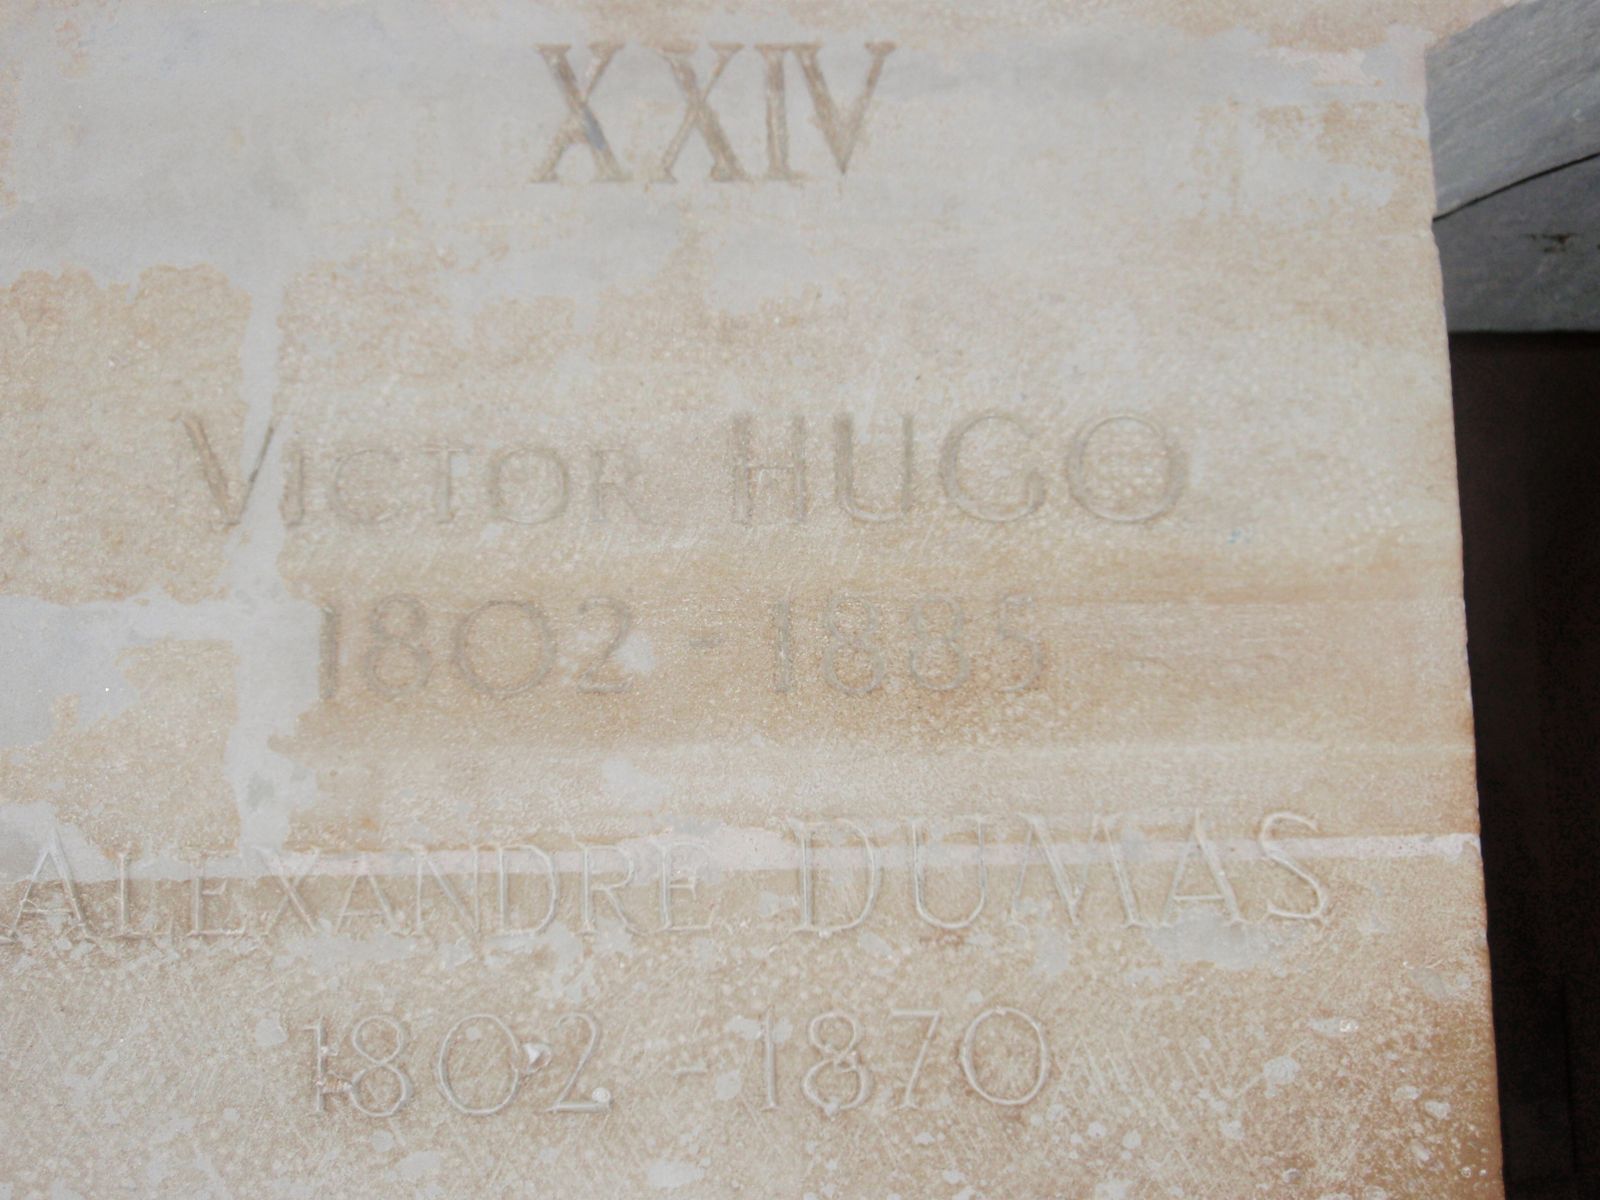 XXIV
VICTOR HUGO
1802 - 1885
ALEXANDRE DUMAS
1802 - 1870